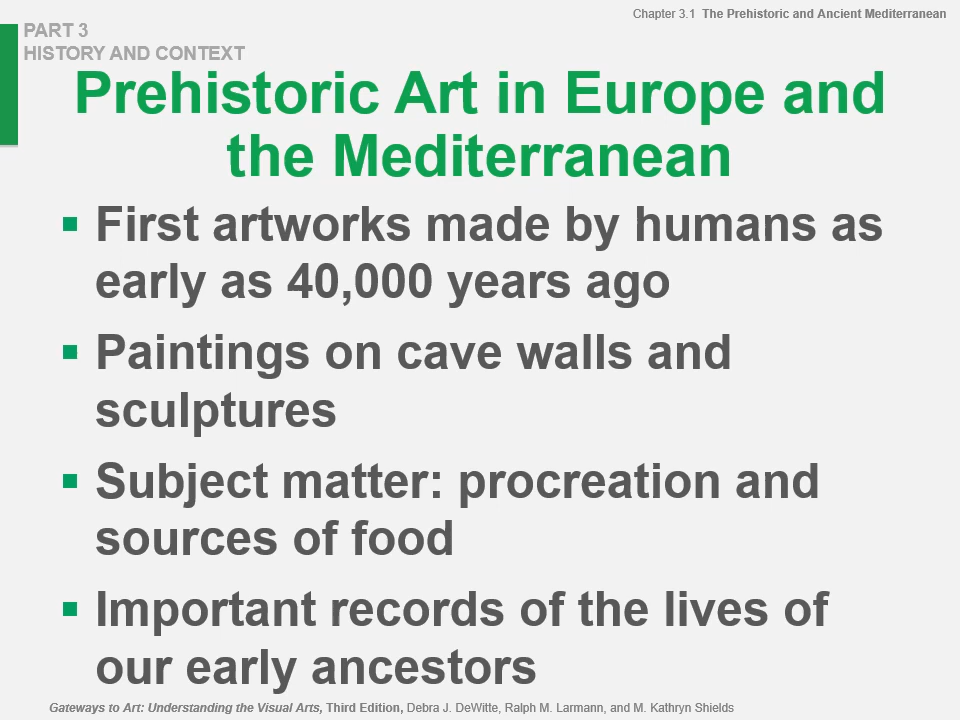 Chapter 3.1 The Prehistoric and Ancient Mediterranean
PART 3
HISTORY AND CONTEXT
Prehistoric Art in Europe and
the Mediterranean
▪ First artworks made by humans as
early as 40,000 years ago
▪ Paintings on cave walls and
sculptures
▪ Subject matter: procreation and
sources of food
▪ Important records of the lives of
our early ancestors
Gateways to Art: Understanding the Visual Arts, Third Edition, Debra J. DeWitte, Ralph M. Larmann, and M. Kathryn Shields